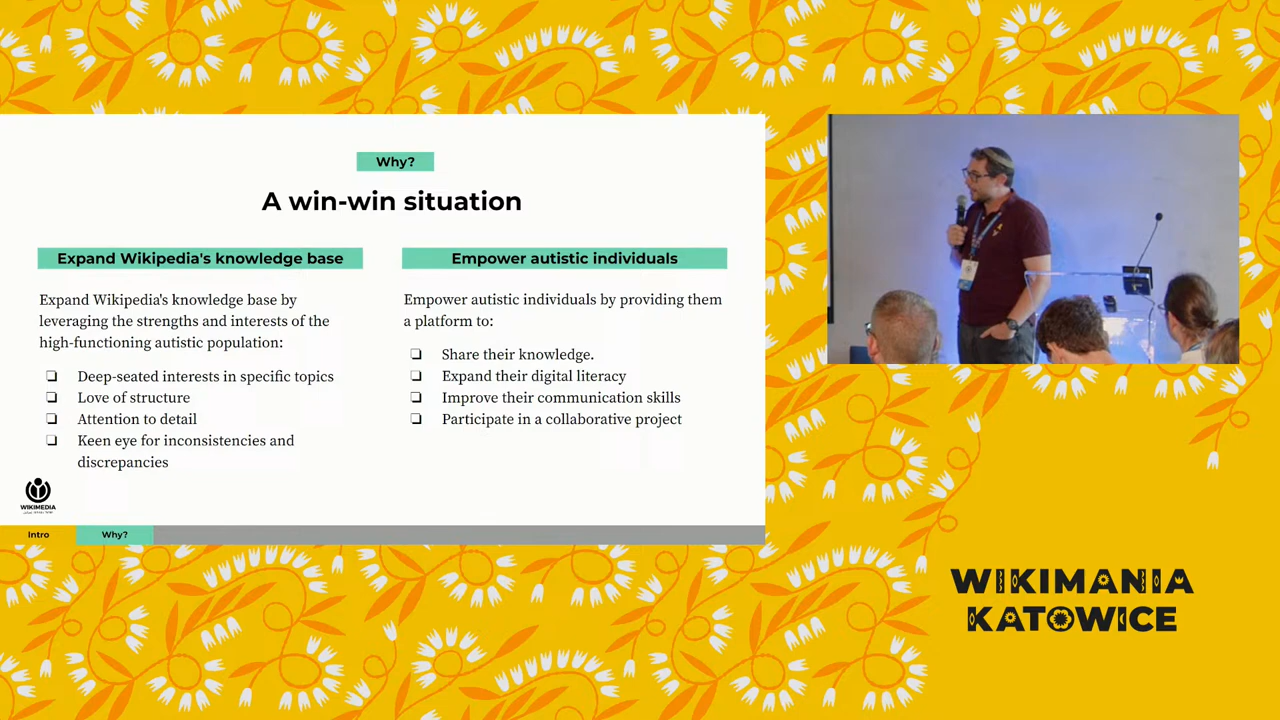 Why?
A win-win situation
Expand Wikipedia's knowledge base
Expand Wikipedia's knowledge base by
leveraging the strengths and interests of the
high-functioning autistic population:
❏ Deep-seated interests in specific topics
❏ Love of structure
❏ Attention to detail
❏ Keen eye for inconsistencies and
discrepancies
Empower autistic individuals
Empower autistic individuals by providing them
a platform to:
❏ Share their knowledge.
❏ Expand their digital literacy
❏ Improve their communication skills
❏ Participate in a collaborative project
WIKIMEDIA
Intro
Why?
WIKIMANIA
KATOWICE